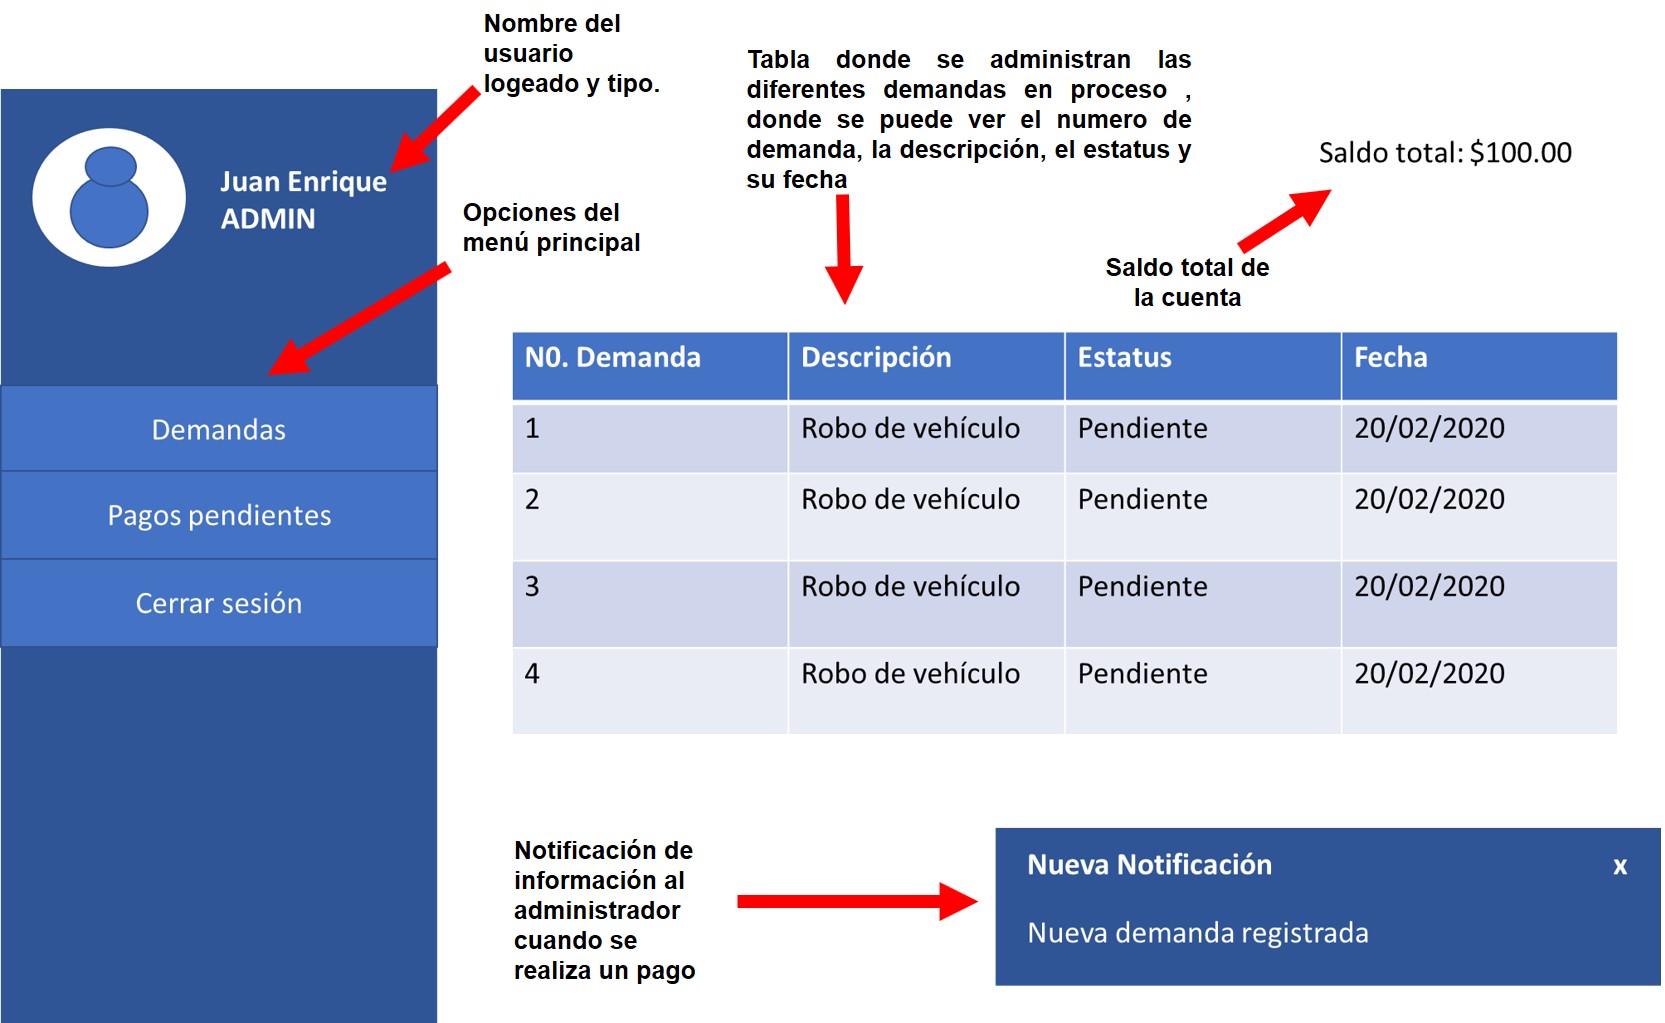 Nombre del
usuario
logeado y tipo.
Tabla donde se administran las
diferentes demandas en proceso ,
donde se puede ver el numero de
demanda, la descripción, el estatus y
su fecha
Saldo total: $100.00
Juan Enrique
ADMIN
Opciones del
menú principal
Saldo total de
la cuenta
Demandas
Pagos pendientes
Cerrar sesión
N0. Demanda Descripción Estatus Fecha
1 Robo de vehículo Pendiente 20/02/2020
2 Robo de vehículo Pendiente 20/02/2020
3 Robo de vehículo Pendiente 20/02/2020
4 Robo de vehículo Pendiente 20/02/2020
Notificación de
información al
administrador
cuando se
realiza un pago
Nueva Notificación x
Nueva demanda registrada